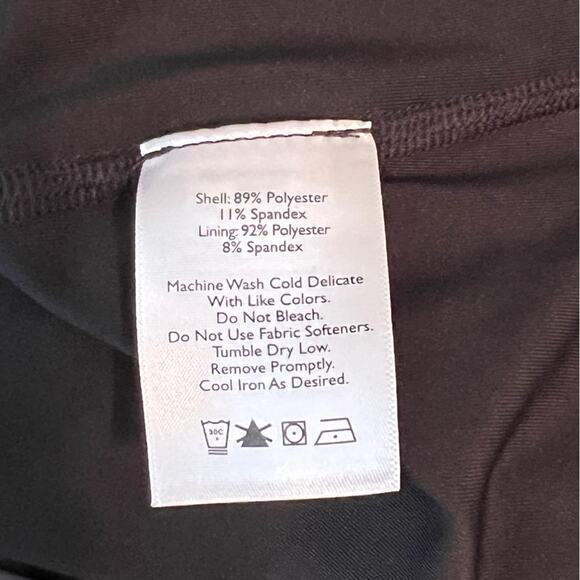 Shell: 89% Polyester
11% Spandex
Lining: 92% Polyester
8% Spandex
Machine Wash Cold Delicate
With Like Colors.
Do Not Bleach.
Do Not Use Fabric Softeners.
Tumble Dry Low.
Remove Promptly.
Cool Iron As Desired.
30C